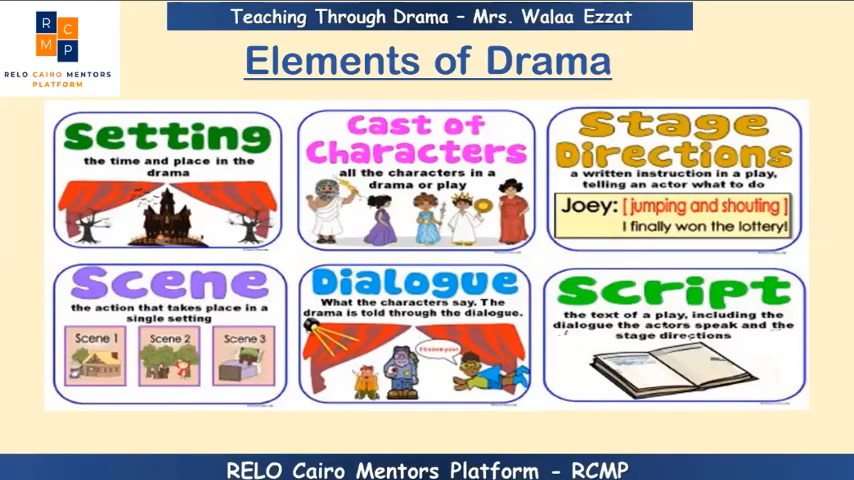 Teaching Through Drama – Mrs. Walaa Ezzat
R
C
M
P
RELO CAIRO MENTORS
PLATFORM
Elements of Drama
Setting
the time and place in the
drama
Cast of
Characters
all the characters in a
drama or play
Stage
Directions
a written instruction in a play,
telling an actor what to do
Joey: [ jumping and shouting ]
I finally won the lottery!
Scene
the action that takes place in a
single setting
Scene 1
Scene 2
Scene 3
Dialogue
What the characters say. The
drama is told through the dialogue.
Script
the text of a play, including the
dialogue the actors speak and the
stage directions
RELO Cairo Mentors Platform - RCMP